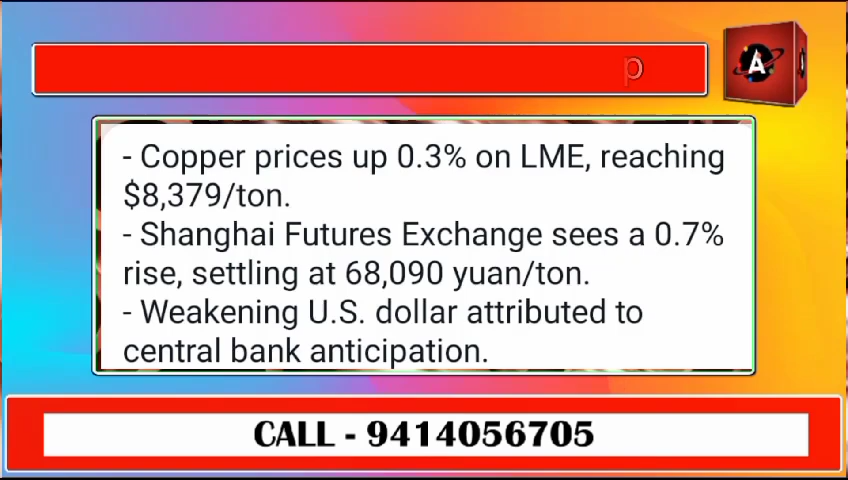 p
A
- Copper prices up 0.3% on LME, reaching
$8,379/ton.
- Shanghai Futures Exchange sees a 0.7%
rise, settling at 68,090 yuan/ton.
- Weakening U.S. dollar attributed to
central bank anticipation.
CALL - 9414056705